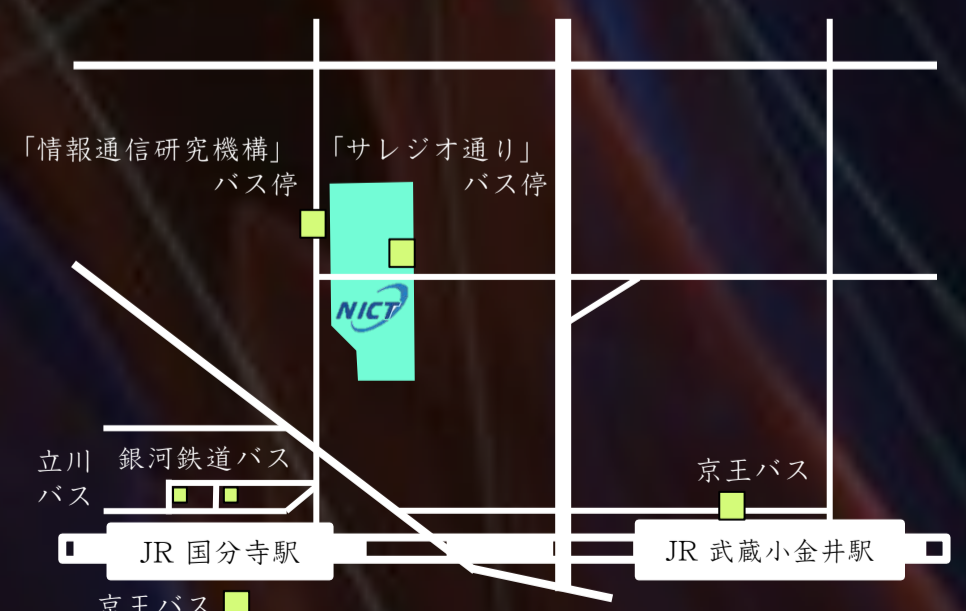 「情報通信研究機構」
バス停
「サレジオ通り」
バス停
NICT
立川
バス
銀河鉄道バス
京王バス
JR 国分寺駅
JR 武蔵小金井駅
京王バス